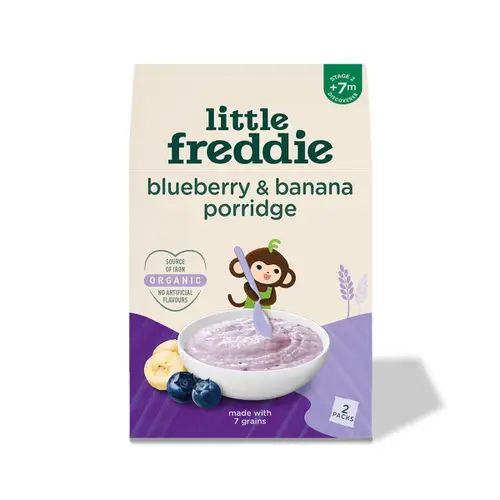 STAGE 2
+7m
DISCOVERER
little
freddie
blueberry & banana
porridge
SOURCE
OF IRON
ORGANIC
NO ARTIFICIAL
FLAVOURS
made with
7 grains
2
PACKS